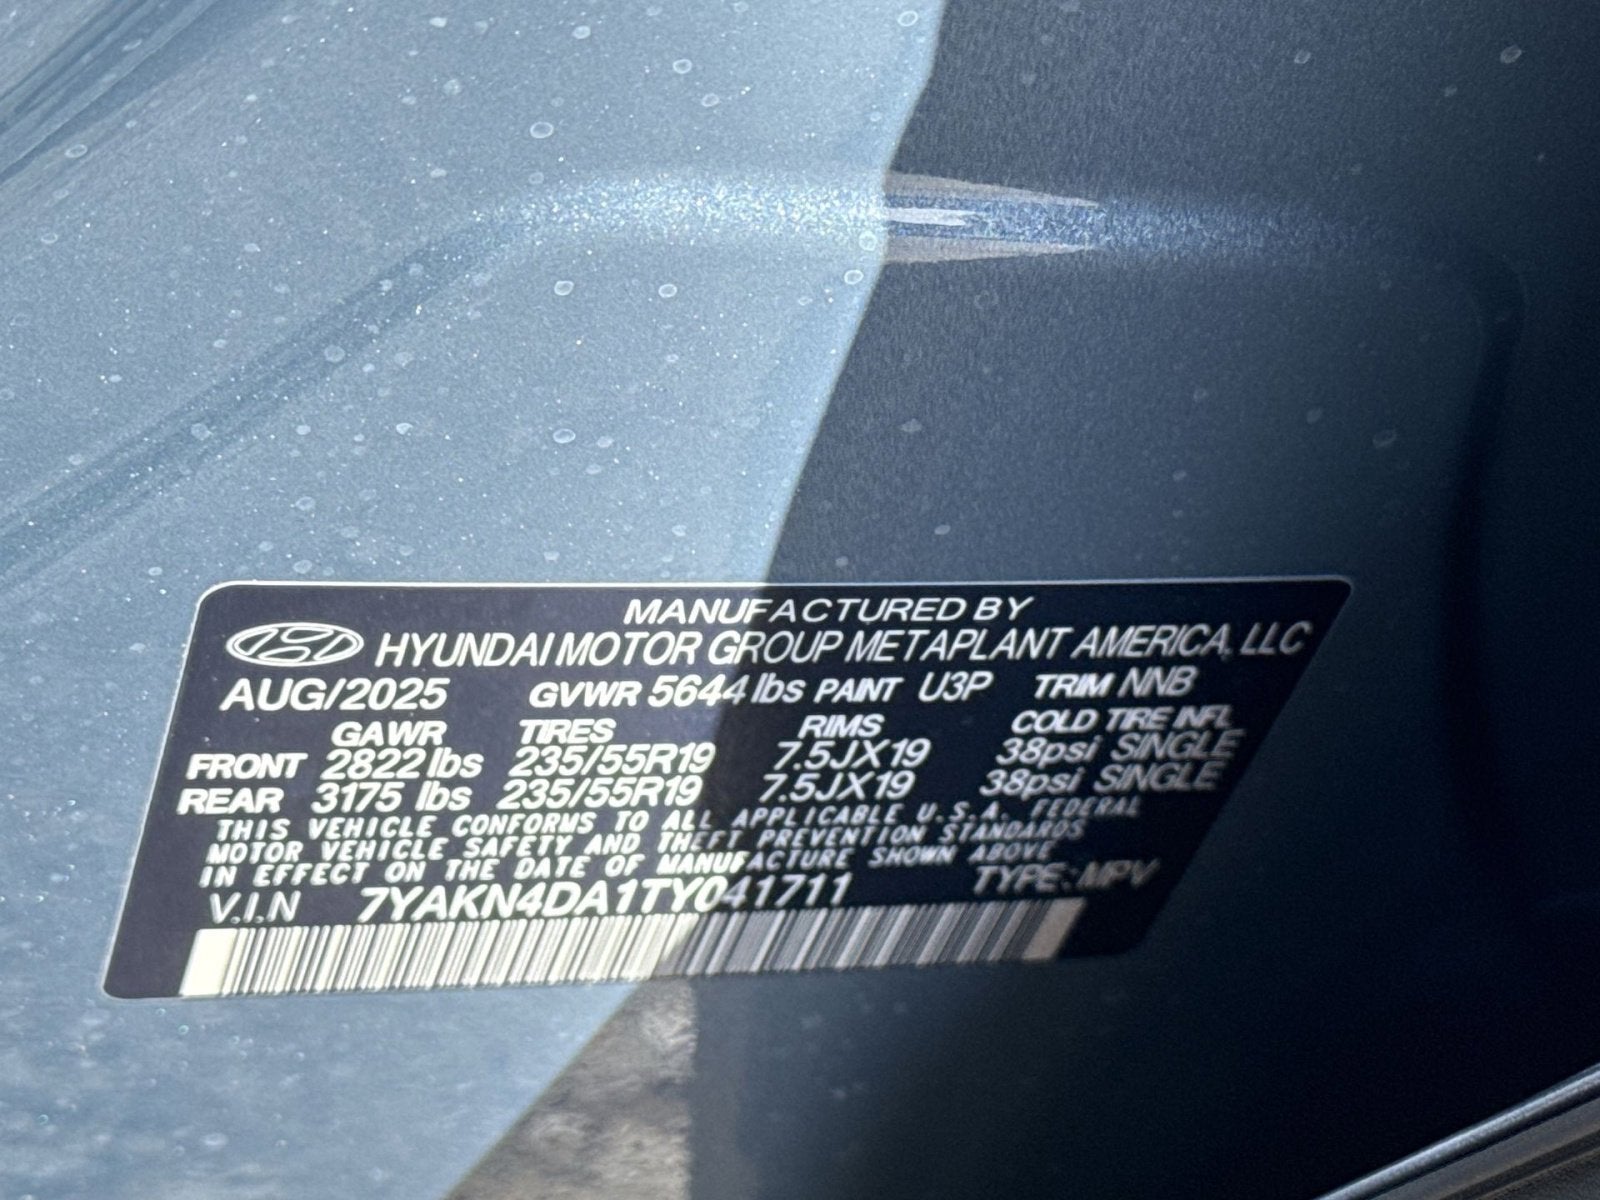 MANUFACTURED BY
HYUNDAI MOTOR GROUP METAPLANT AMERICA, LLC
AUG/2025 GVWR 5644 lbs PAINT U3P TRIM NNB
GAWR TIRES RIMS COLD TIRE INFL
FRONT 2822 lbs 235/55R19 7.5JX19 38psi SINGLE
REAR 3175 lbs 235/55R19 7.5JX19 38psi SINGLE
THIS VEHICLE CONFORMS TO ALL APPLICABLE U.S.A. FEDERAL
MOTOR VEHICLE SAFETY AND THEFT PREVENTION STANDARDS
IN EFFECT ON THE DATE OF MANUFACTURE SHOWN ABOVE
V.I.N 7YAKN4DA1TY041711 TYPE: MPV